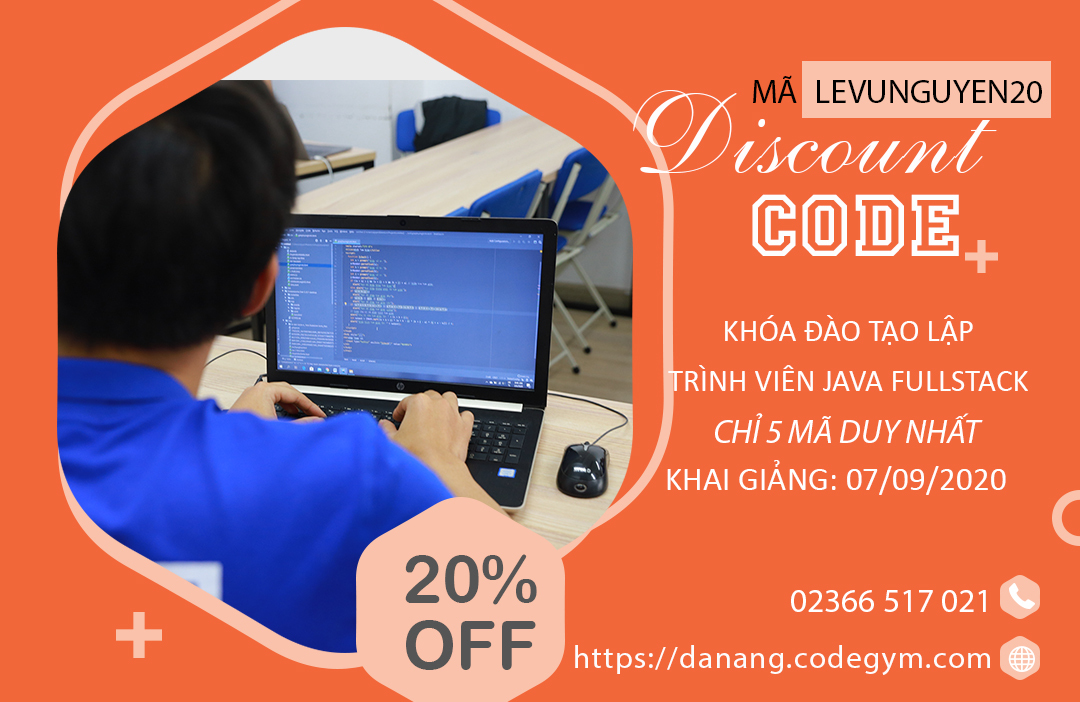 MÃ LEVUNGUYEN20
Discount
CODE
KHÓA ĐÀO TẠO LẬP
TRÌNH VIÊN JAVA FULLSTACK
CHỈ 5 MÃ DUY NHẤT
KHAI GIẢNG: 07/09/2020
20%
OFF
02366 517 021
https://danang.codegym.com
hp